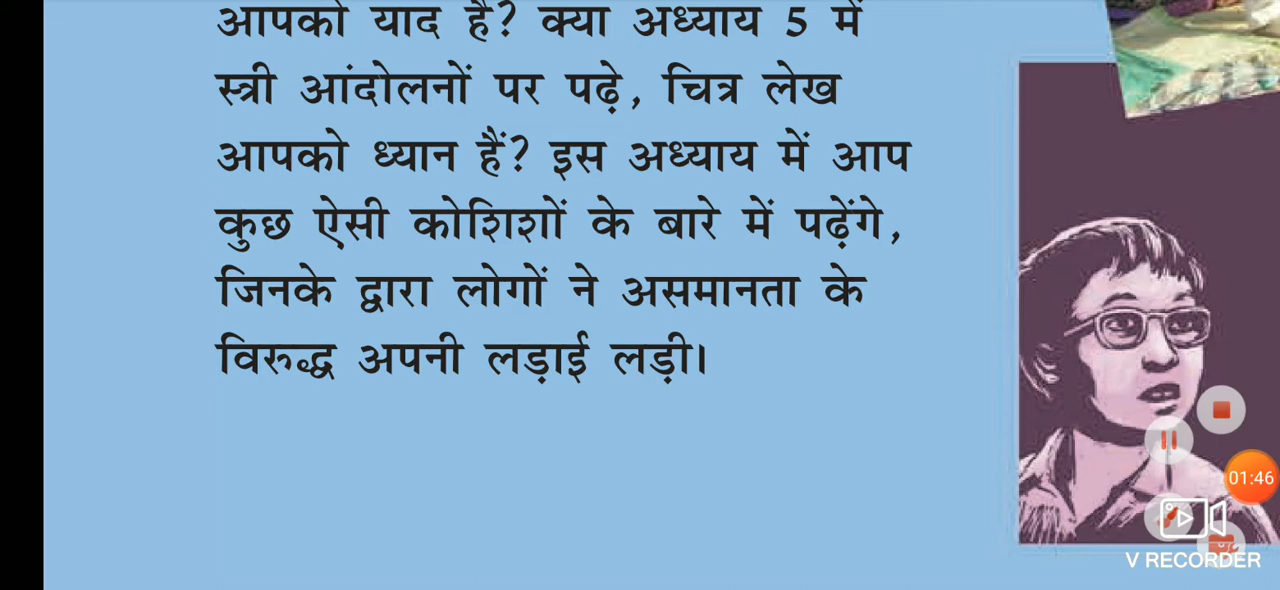 आपको याद हैं? क्या अध्याय 5 में
स्त्री आंदोलनों पर पढ़े, चित्र लेख
आपको ध्यान हैं? इस अध्याय में आप
कुछ ऐसी कोशिशों के बारे में पढ़ेंगे,
जिनके द्वारा लोगों ने असमानता के
विरुद्ध अपनी लड़ाई लड़ी।
01:46
V RECORDER